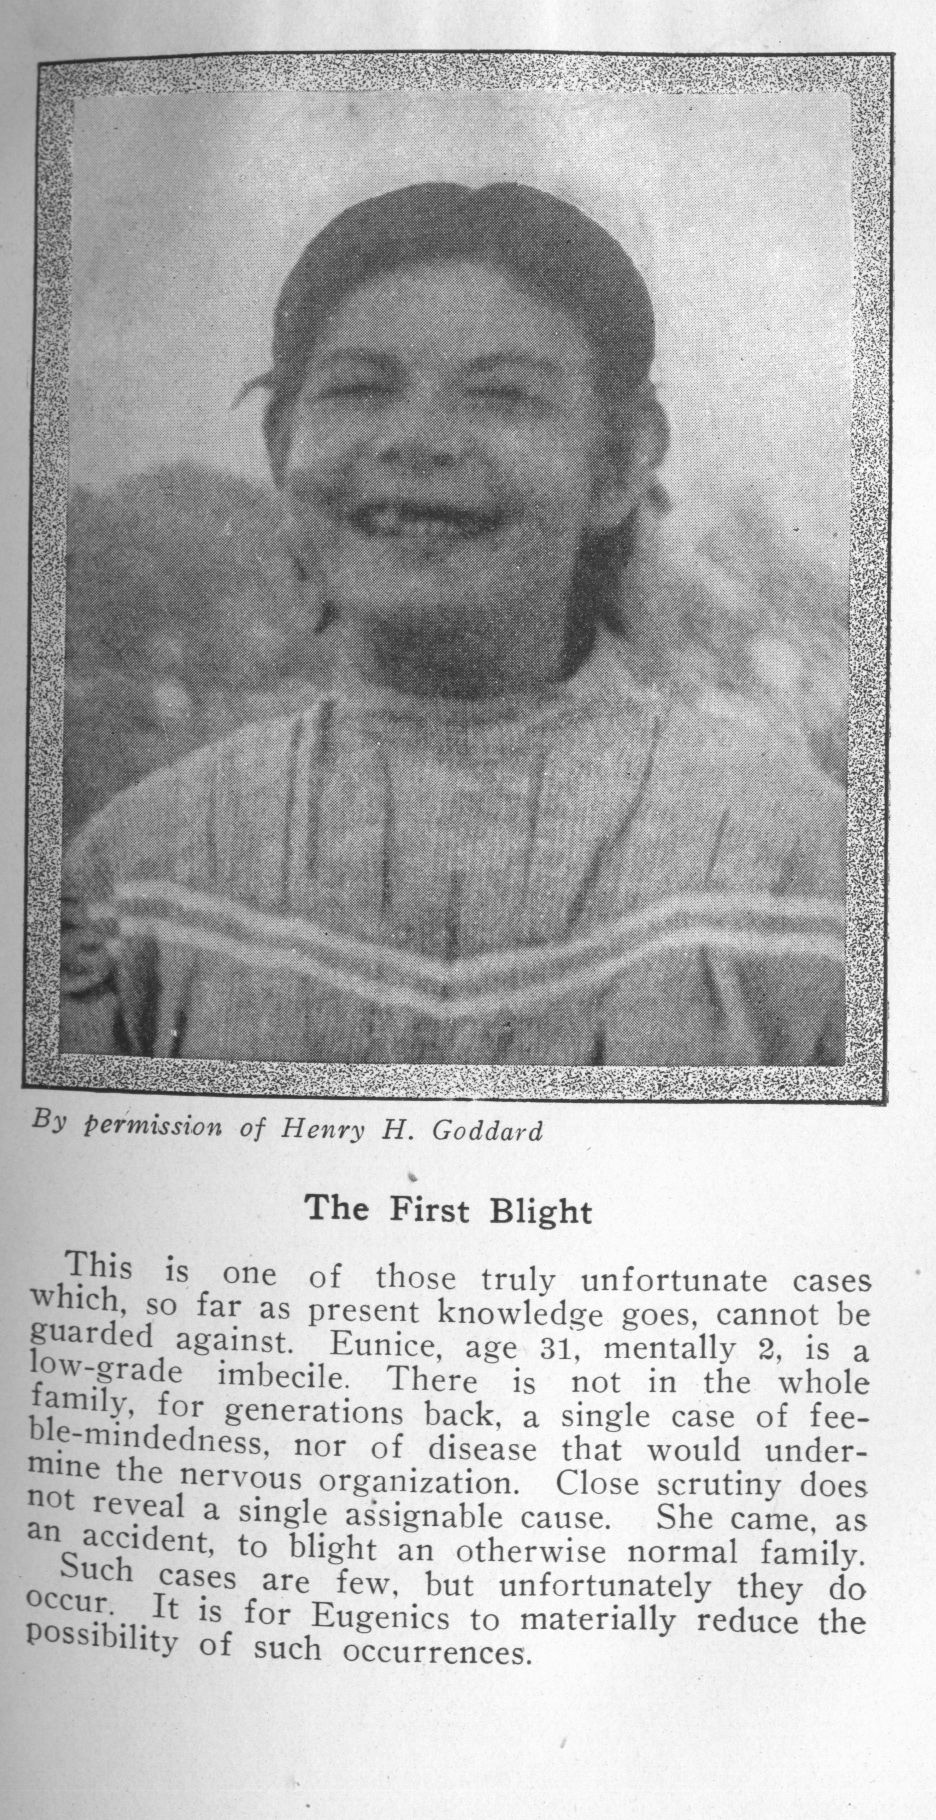 By permission of Henry H. Goddard
The First Blight
This is one of those truly unfortunate cases
which, so far as present knowledge goes, cannot be
guarded against. Eunice, age 31, mentally 2, is a
low-grade imbecile. There is not in the whole
family, for generations back, a single case of fee-
ble-mindedness, nor of disease that would under-
mine the nervous organization. Close scrutiny does
not reveal a single assignable cause. She came, as
an accident, to blight an otherwise normal family.
Such cases are few, but unfortunately they do
occur. It is for Eugenics to materially reduce the
possibility of such occurrences.